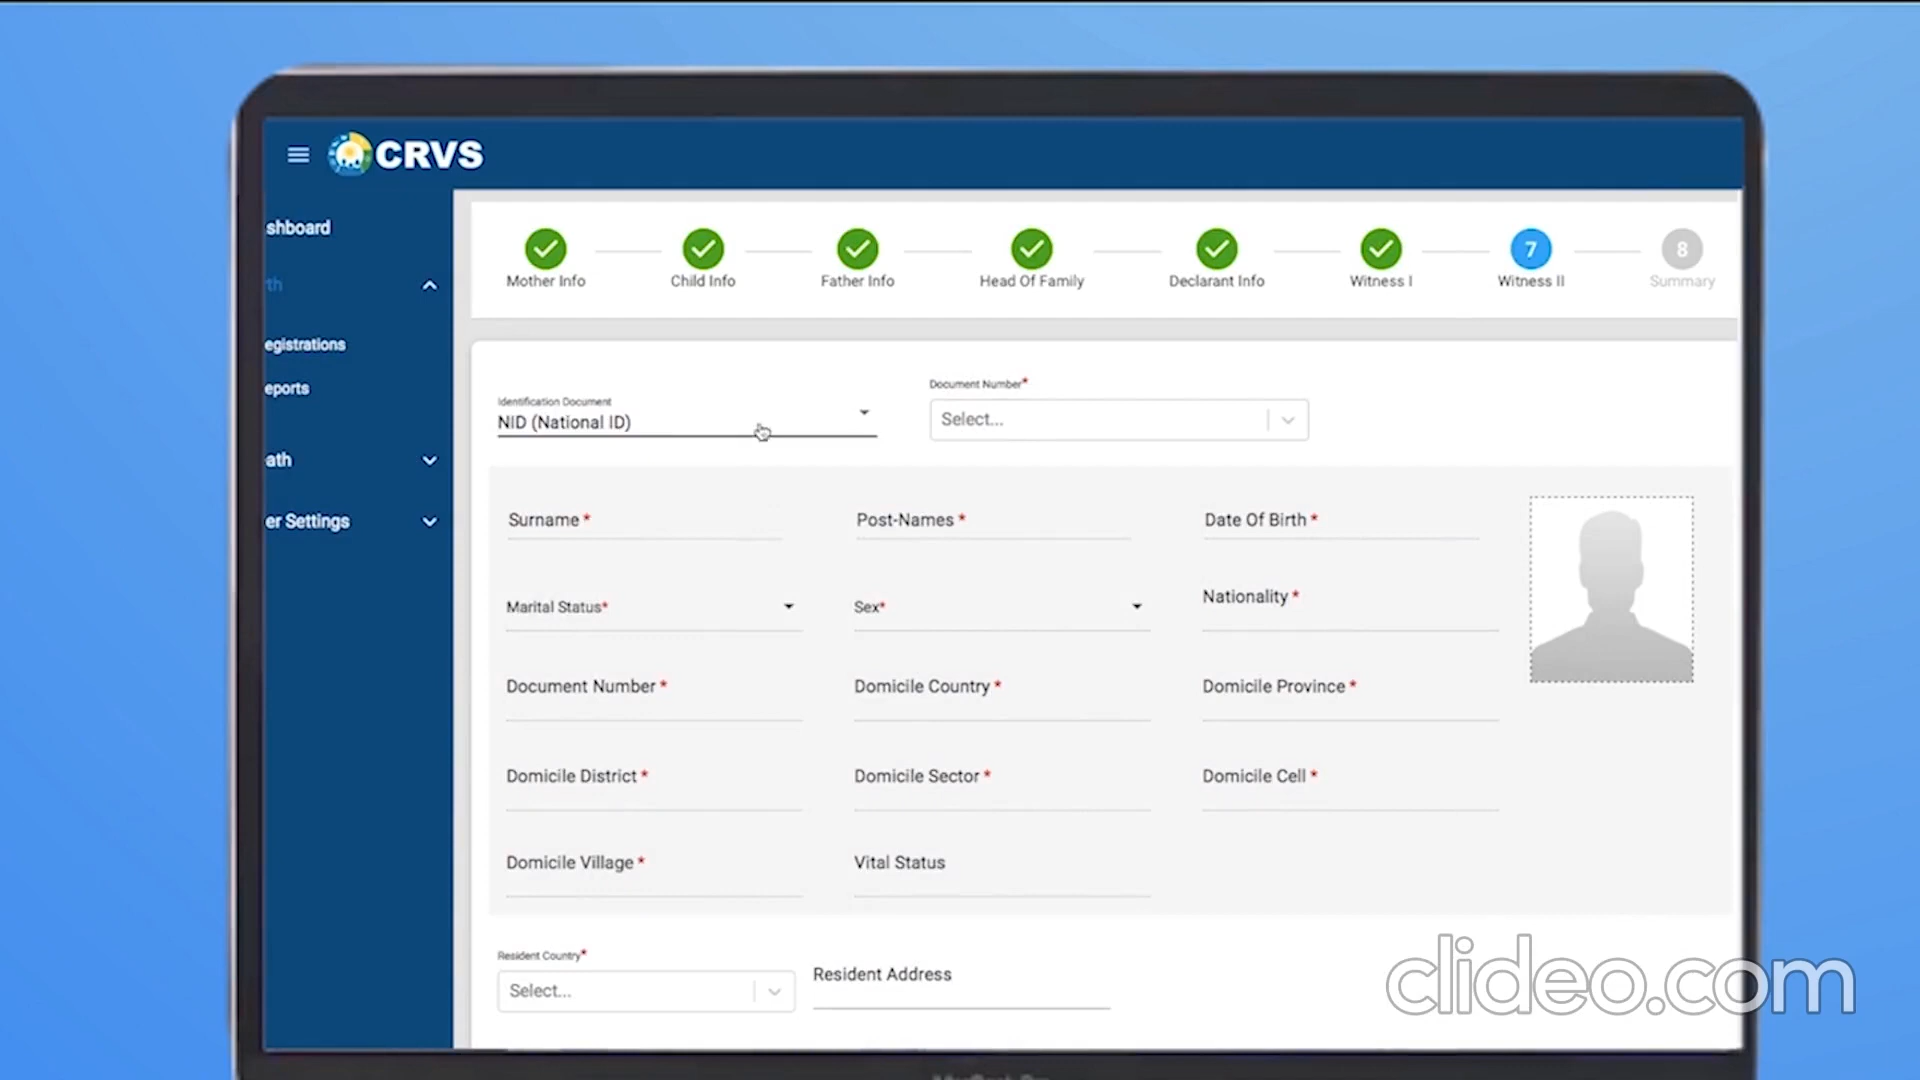 CRVS
shboard
th
egistrations
eports
ath
er Settings
Mother Info
Child Info
Father Info
Head Of Family
Declarant Info
Witness I
7
Witness II
8
Summary
Identification Document
NID (National ID)
Document Number*
Select...
Surname *
Post-Names *
Date Of Birth *
Marital Status*
Sex*
Nationality *
Document Number *
Domicile Country *
Domicile Province *
Domicile District *
Domicile Sector *
Domicile Cell *
Domicile Village *
Vital Status
Resident Country*
Select...
Resident Address
clideo.com